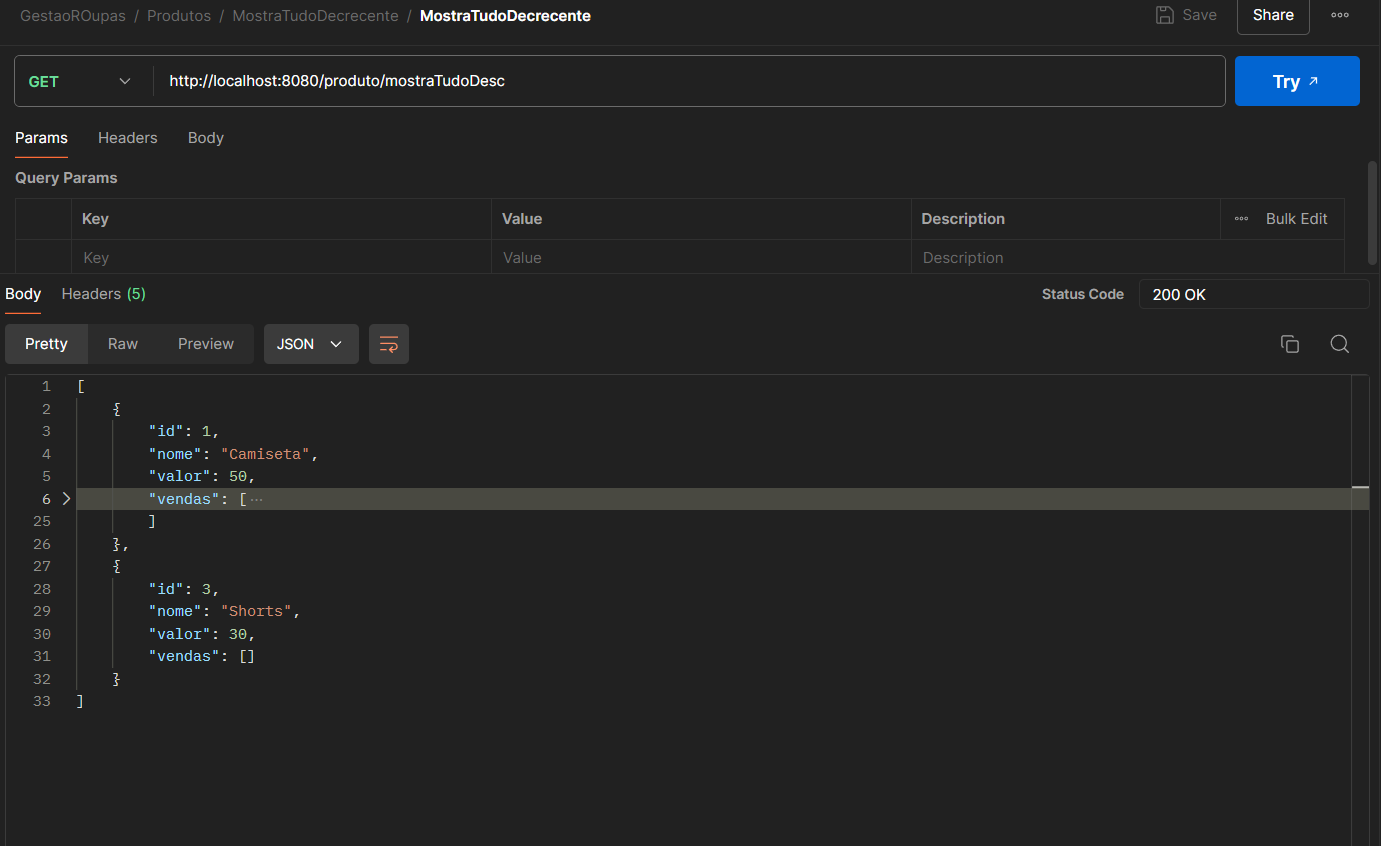 GestaoROupas / Produtos / MostraTudoDecrecente / MostraTudoDecrecente Save Share
GET http://localhost:8080/produto/mostraTudoDesc Try
Params Headers Body
Query Params
Key Value Description Bulk Edit
Key Value Description
Body Headers (5) Status Code 200 OK
Pretty Raw Preview JSON
1 [
2 {
3 "id": 1,
4 "nome": "Camiseta",
5 "valor": 50,
6 "vendas": [ ···
25 ]
26 },
27 {
28 "id": 3,
29 "nome": "Shorts",
30 "valor": 30,
31 "vendas": []
32 }
33 ]